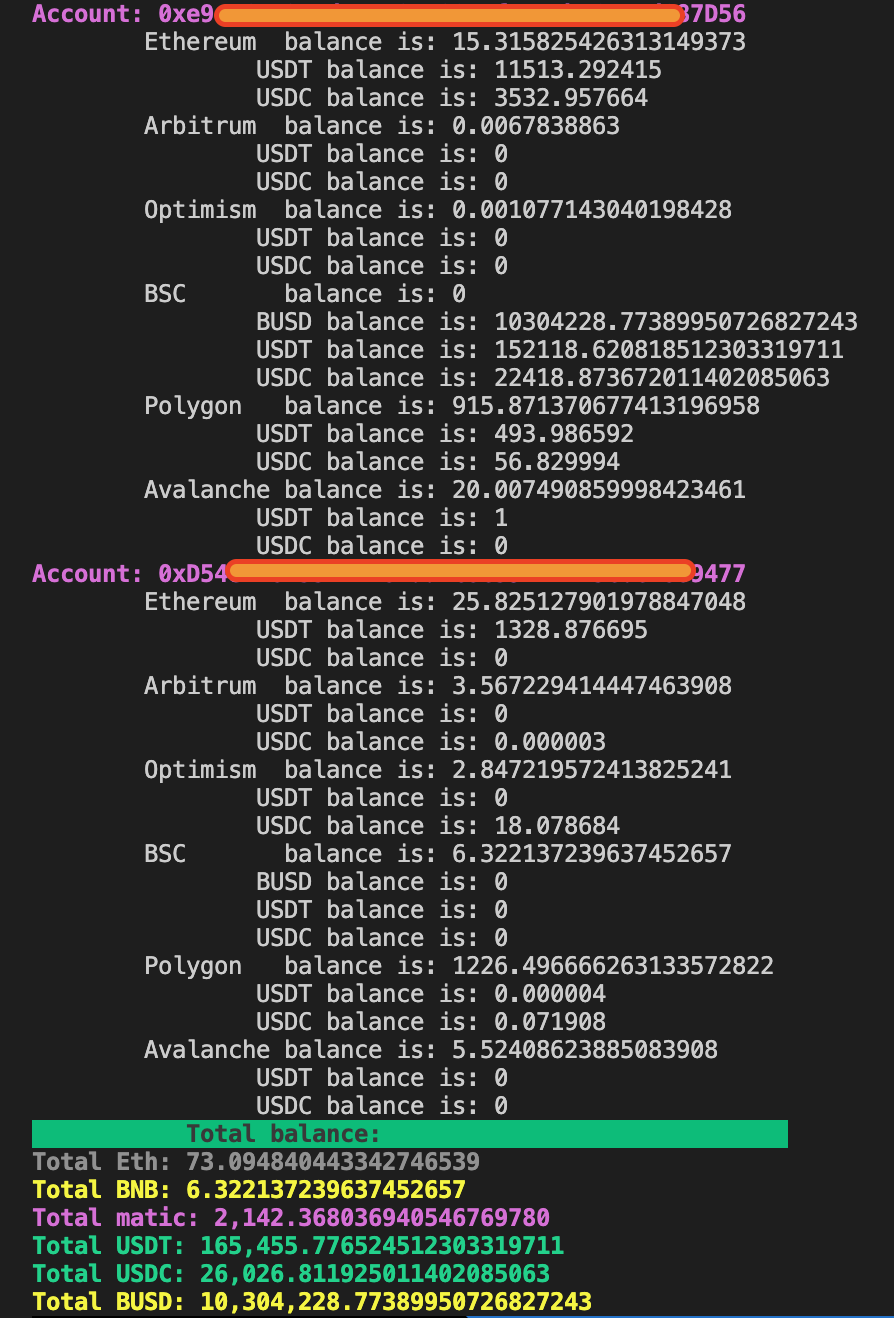 Account: 0xe9 87D56
Ethereum balance is: 15.315825426313149373
USDT balance is: 11513.292415
USDC balance is: 3532.957664
Arbitrum balance is: 0.0067838863
USDT balance is: 0
USDC balance is: 0
Optimism balance is: 0.001077143040198428
USDT balance is: 0
USDC balance is: 0
BSC balance is: 0
BUSD balance is: 10304228.77389950726827243
USDT balance is: 152118.620818512303319711
USDC balance is: 22418.873672011402085063
Polygon balance is: 915.871370677413196958
USDT balance is: 493.986592
USDC balance is: 56.829994
Avalanche balance is: 20.007490859998423461
USDT balance is: 1
USDC balance is: 0
Account: 0xD54 9477
Ethereum balance is: 25.825127901978847048
USDT balance is: 1328.876695
USDC balance is: 0
Arbitrum balance is: 3.567229414447463908
USDT balance is: 0
USDC balance is: 0.000003
Optimism balance is: 2.847219572413825241
USDT balance is: 0
USDC balance is: 18.078684
BSC balance is: 6.322137239637452657
BUSD balance is: 0
USDT balance is: 0
USDC balance is: 0
Polygon balance is: 1226.496666263133572822
USDT balance is: 0.000004
USDC balance is: 0.071908
Avalanche balance is: 5.52408623885083908
USDT balance is: 0
USDC balance is: 0
Total balance:
Total Eth: 73.094840443342746539
Total BNB: 6.322137239637452657
Total matic: 2,142.368036940546769780
Total USDT: 165,455.776524512303319711
Total USDC: 26,026.811925011402085063
Total BUSD: 10,304,228.77389950726827243